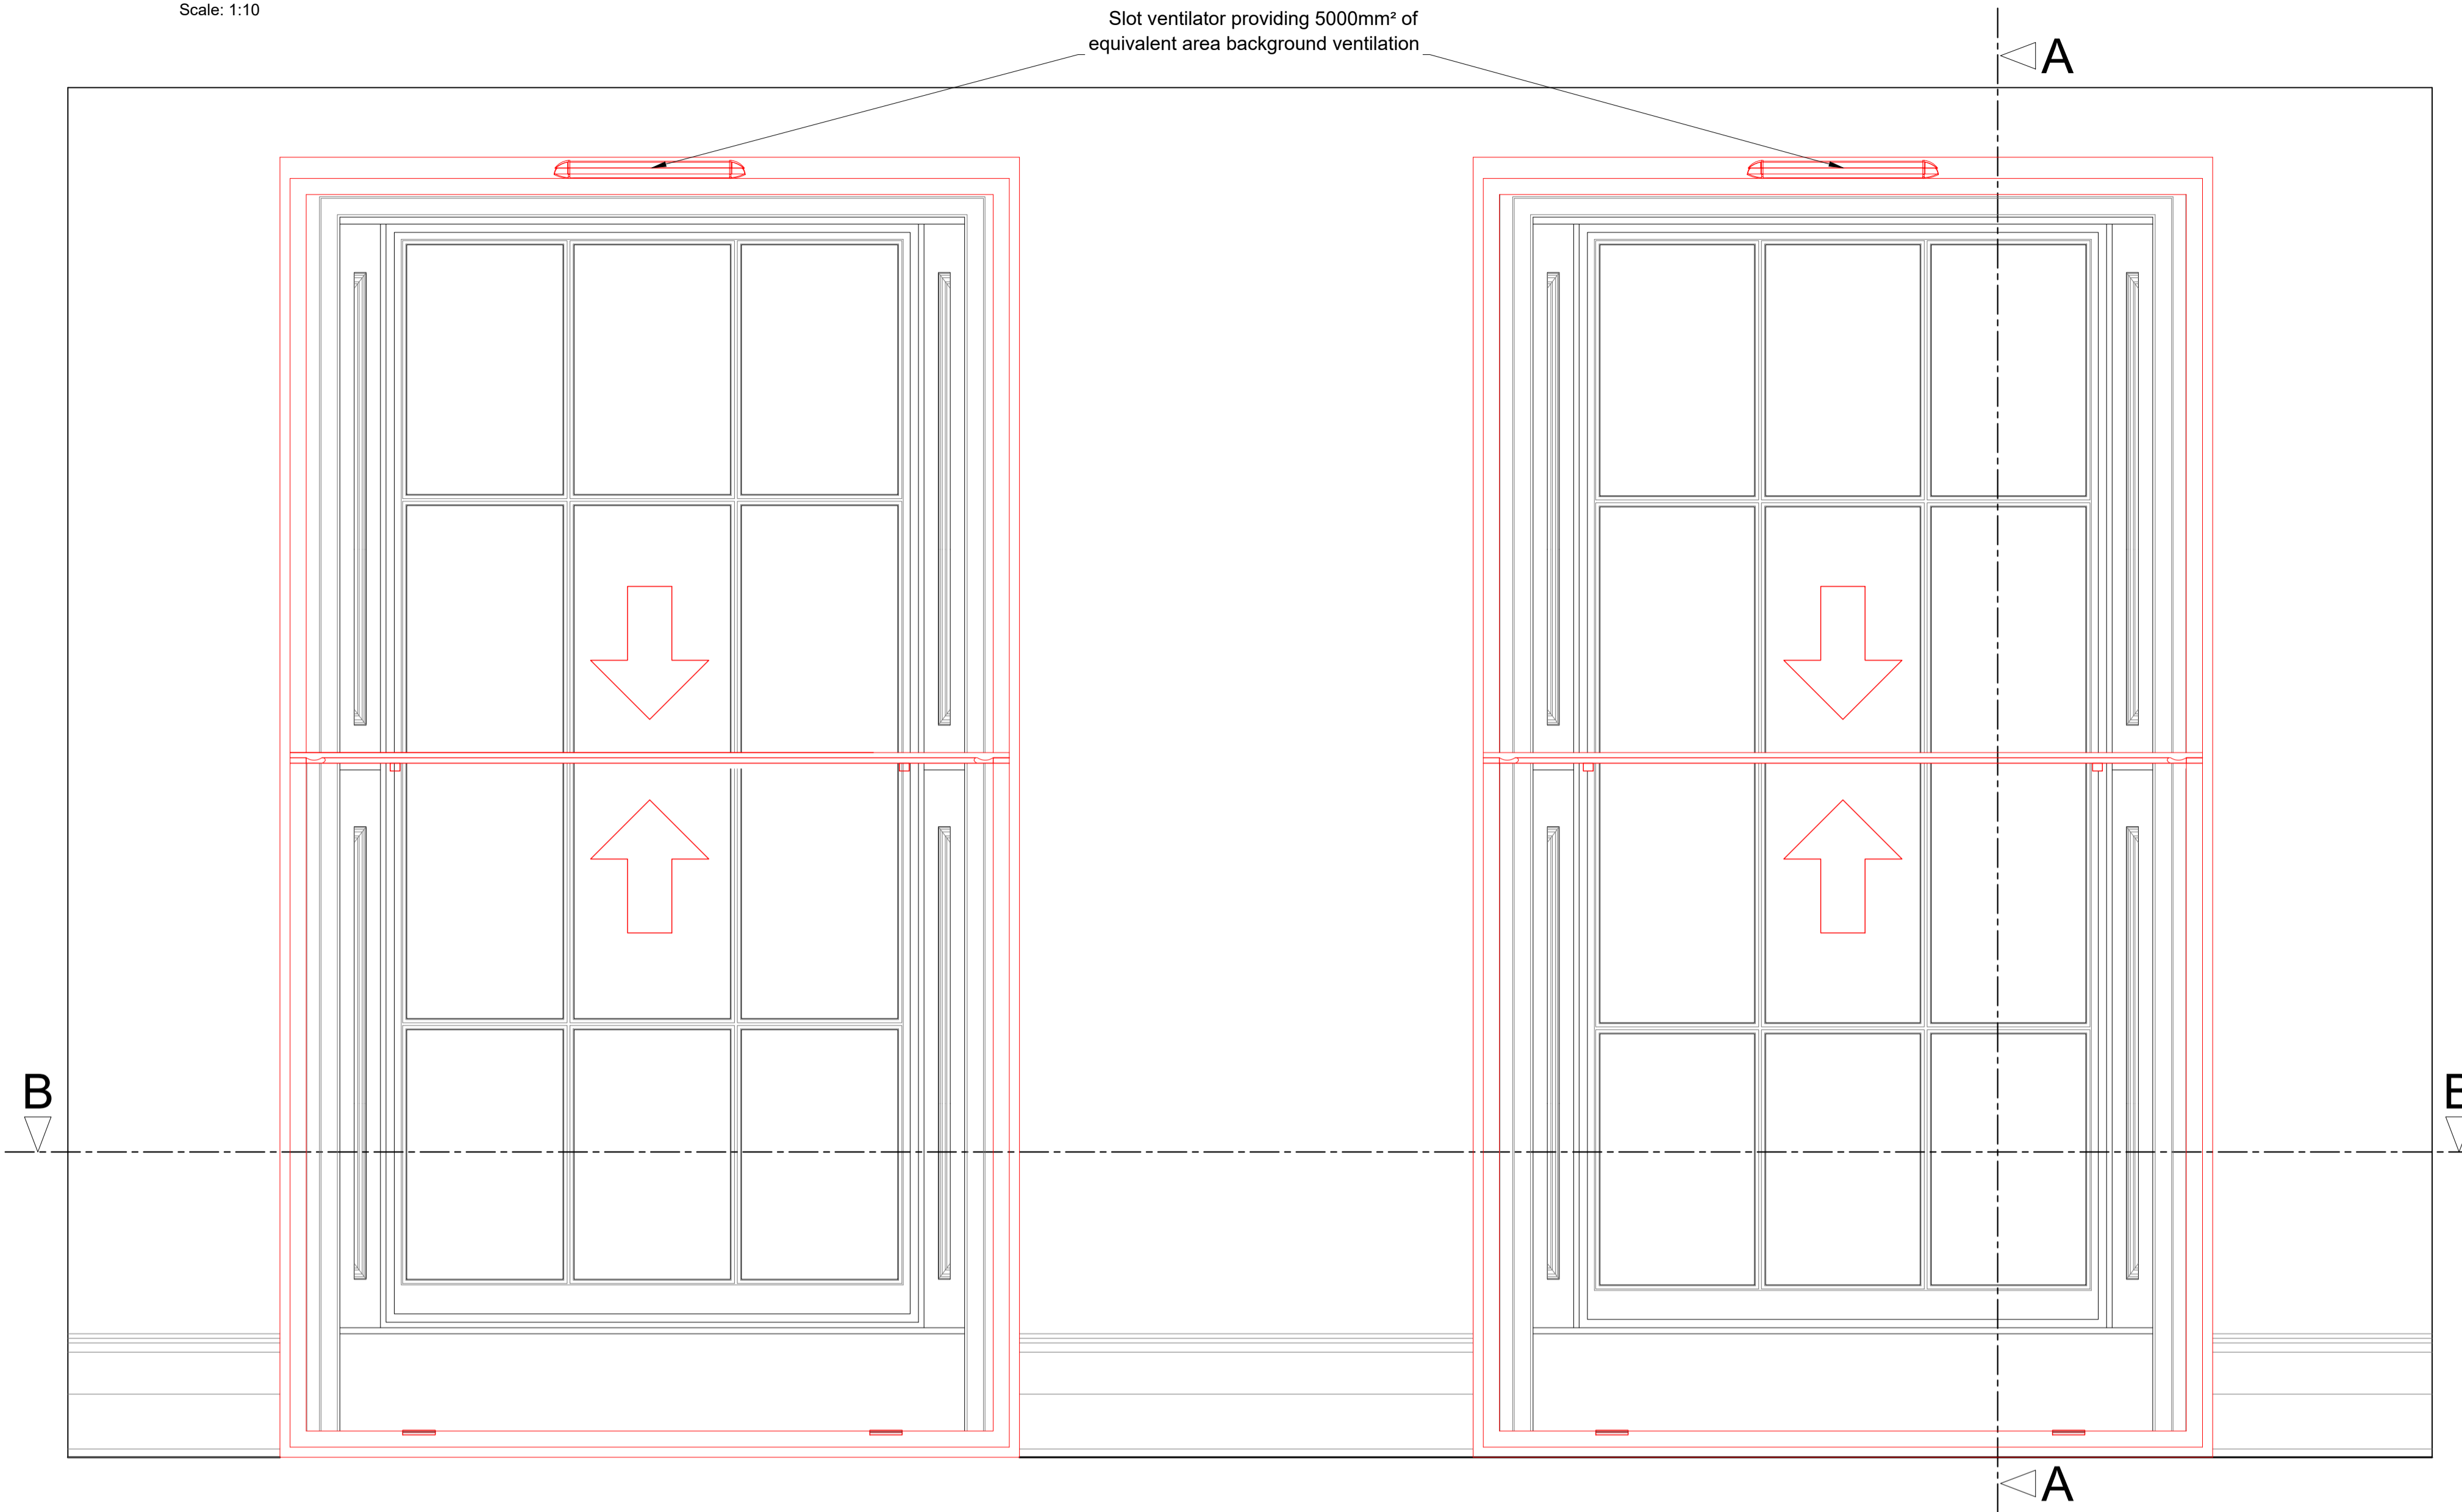 Scale: 1:10
Slot ventilator providing 5000mm² of
equivalent area background ventilation
A
B
B
A